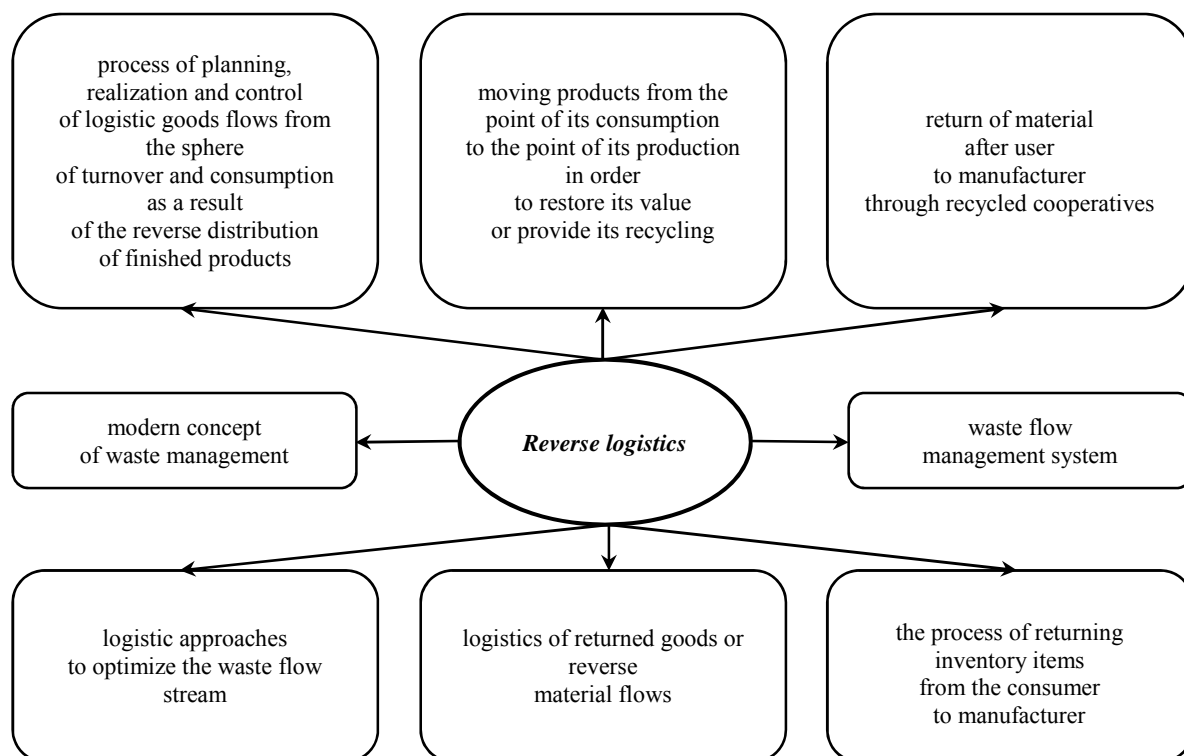 process of planning,
realization and control
of logistic goods flows from
the sphere
of turnover and consumption
as a result
of the reverse distribution
of finished products
moving products from the
point of its consumption
to the point of its production
in order
to restore its value
or provide its recycling
return of material
after user
to manufacturer
through recycled cooperatives
modern concept
of waste management
Reverse logistics
waste flow
management system
logistic approaches
to optimize the waste flow
stream
logistics of returned goods or
reverse
material flows
the process of returning
inventory items
from the consumer
to manufacturer